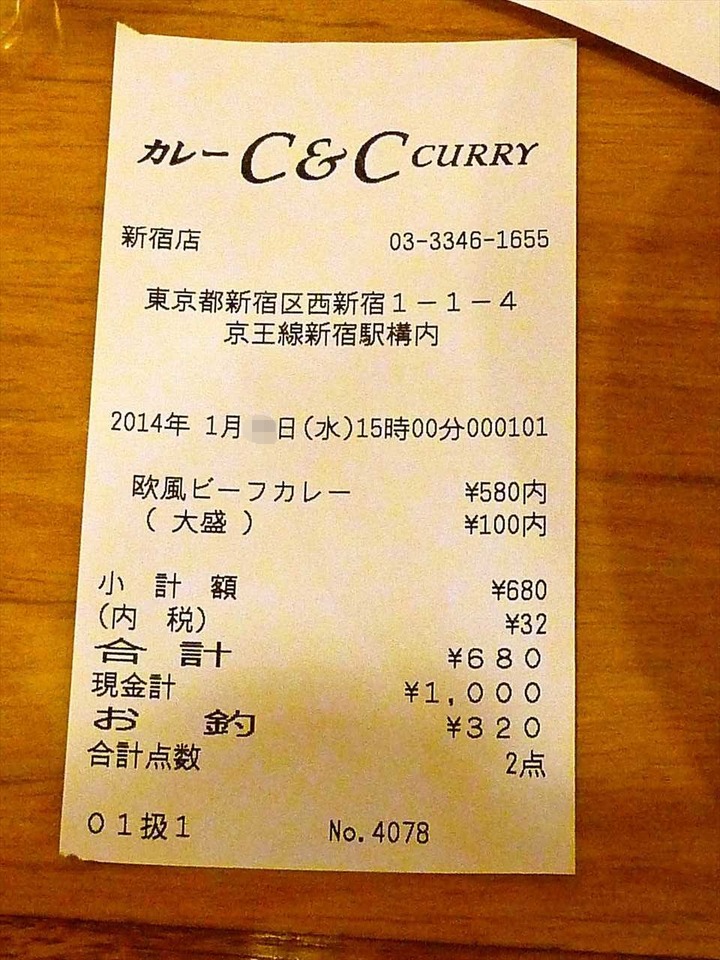 カレー C&C CURRY
新宿店 03-3346-1655
東京都新宿区西新宿1-1-4
京王線新宿駅構内
2014年 1月 日(水)15時00分000101
欧風ビーフカレー ¥580内
( 大盛 ) ¥100内
小 計 額 ¥680
(内 税) ¥32
合 計 ¥680
現金計 ¥1,000
お 釣 ¥320
合計点数 2点
01扱1 No.4078